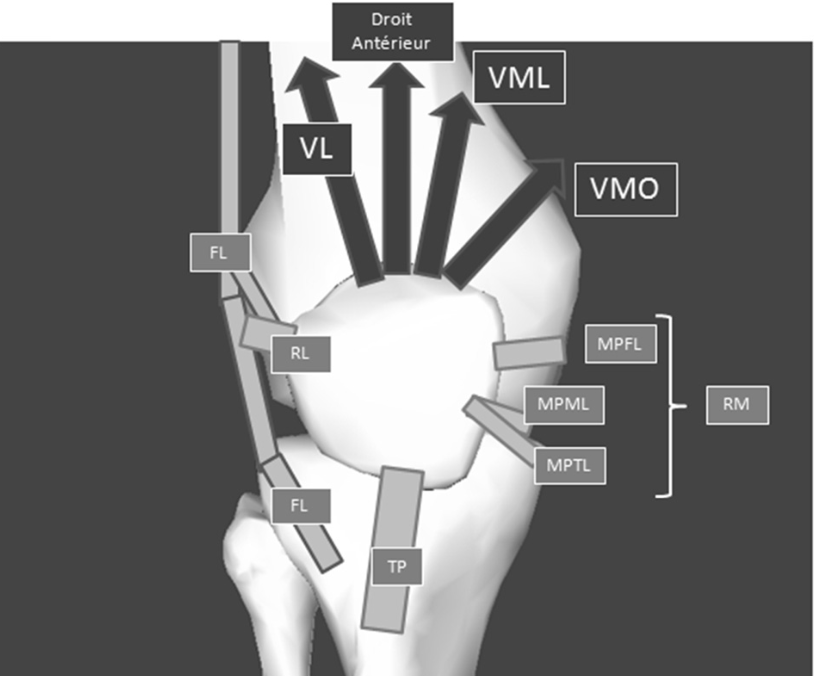 Droit
Antérieur
VML
VL
VMO
FL
RL
MPFL
MPML
RM
MPTL
FL
TP